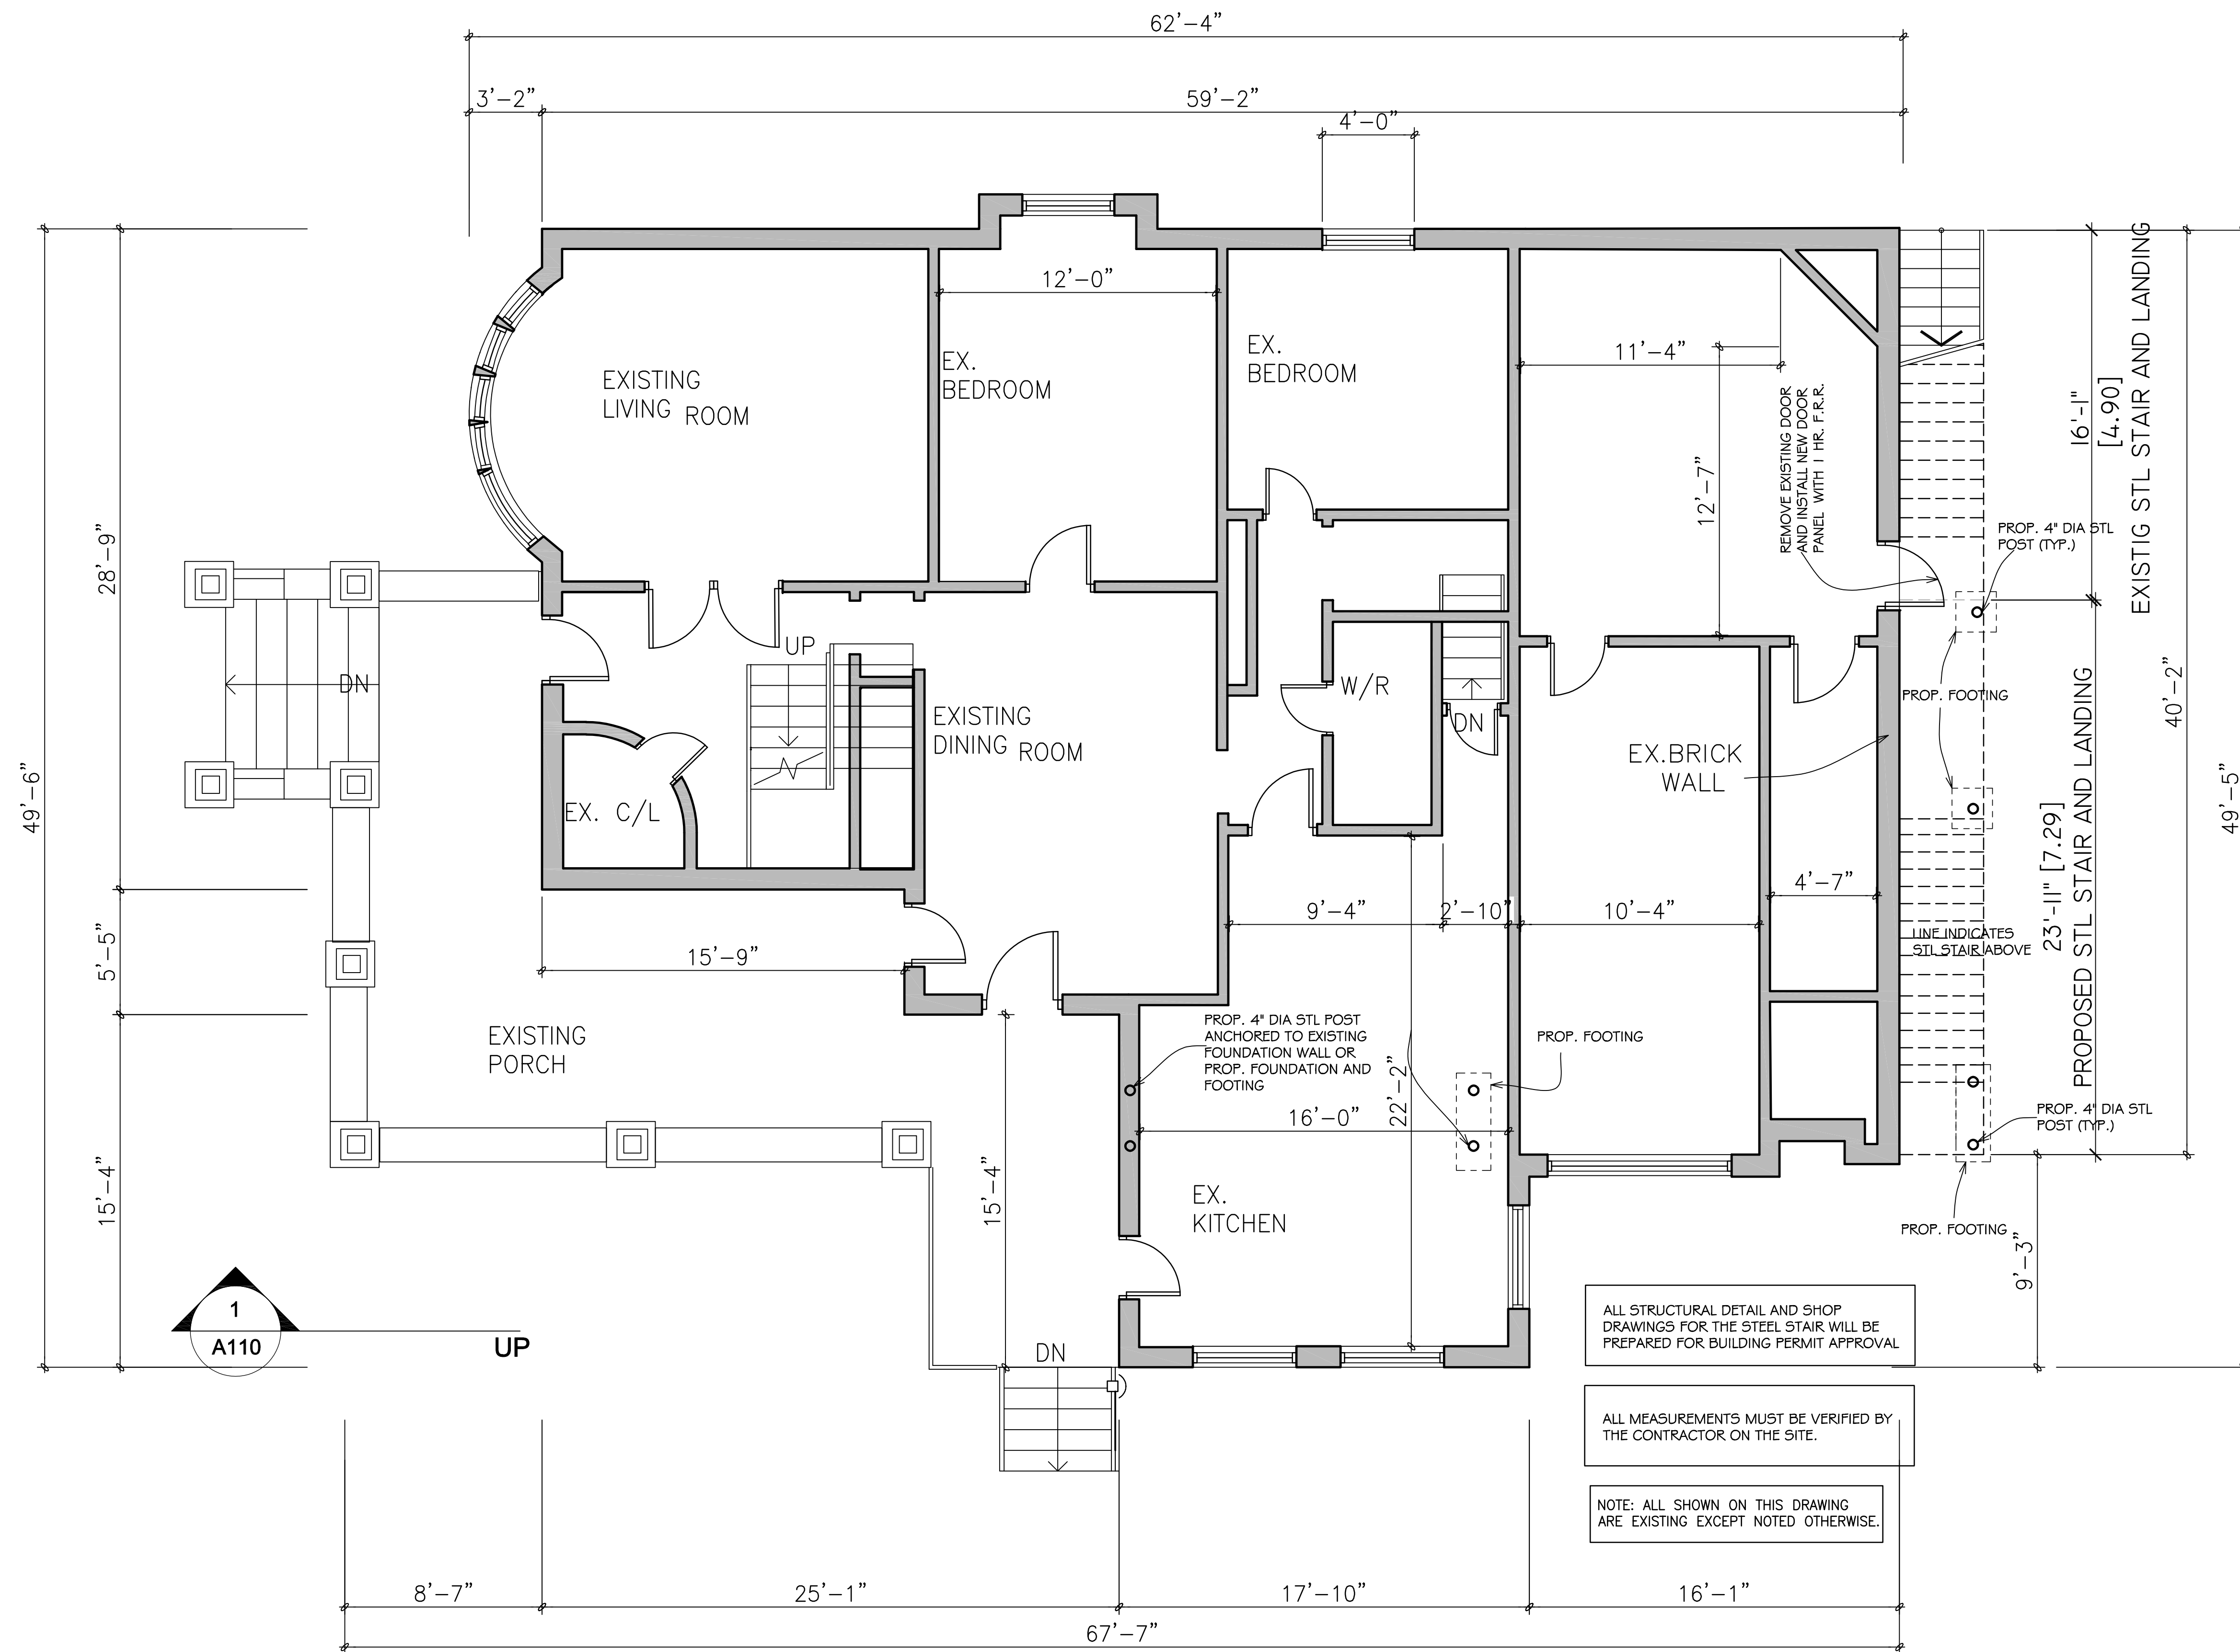 62'-4"
3'-2"
59'-2"
4'-0"
12'-0"
EX.
BEDROOM
EX.
BEDROOM
EXISTING
LIVING ROOM
11'-4"
12'-7"
REMOVE EXISTING DOOR
AND INSTALL NEW DOOR
PANEL WITH 1 HR. F.R.R.
16'-1"
[4.90]
EXISTIG STL STAIR AND LANDING
PROP. 4" DIA STL
POST (TYP.)
28'-9"
49'-6"
UP
DN
W/R
DN
PROP. FOOTING
40'-2"
49'-5"
EXISTING
DINING ROOM
EX.BRICK
WALL
EX. C/L
23'-11" [7.29]
PROPOSED STL STAIR AND LANDING
4'-7"
9'-4"
2'-10"
10'-4"
LINE INDICATES
STL STAIR ABOVE
5'-5"
15'-9"
EXISTING
PORCH
PROP. 4" DIA STL POST
ANCHORED TO EXISTING
FOUNDATION WALL OR
PROP. FOUNDATION AND
FOOTING
PROP. FOOTING
22'-2"
16'-0"
PROP. 4" DIA STL
POST (TYP.)
15'-4"
15'-4"
EX.
KITCHEN
PROP. FOOTING
9'-3"
1
A110
UP
DN
ALL STRUCTURAL DETAIL AND SHOP
DRAWINGS FOR THE STEEL STAIR WILL BE
PREPARED FOR BUILDING PERMIT APPROVAL
ALL MEASUREMENTS MUST BE VERIFIED BY
THE CONTRACTOR ON THE SITE.
NOTE: ALL SHOWN ON THIS DRAWING
ARE EXISTING EXCEPT NOTED OTHERWISE.
8'-7"
25'-1"
17'-10"
16'-1"
67'-7"